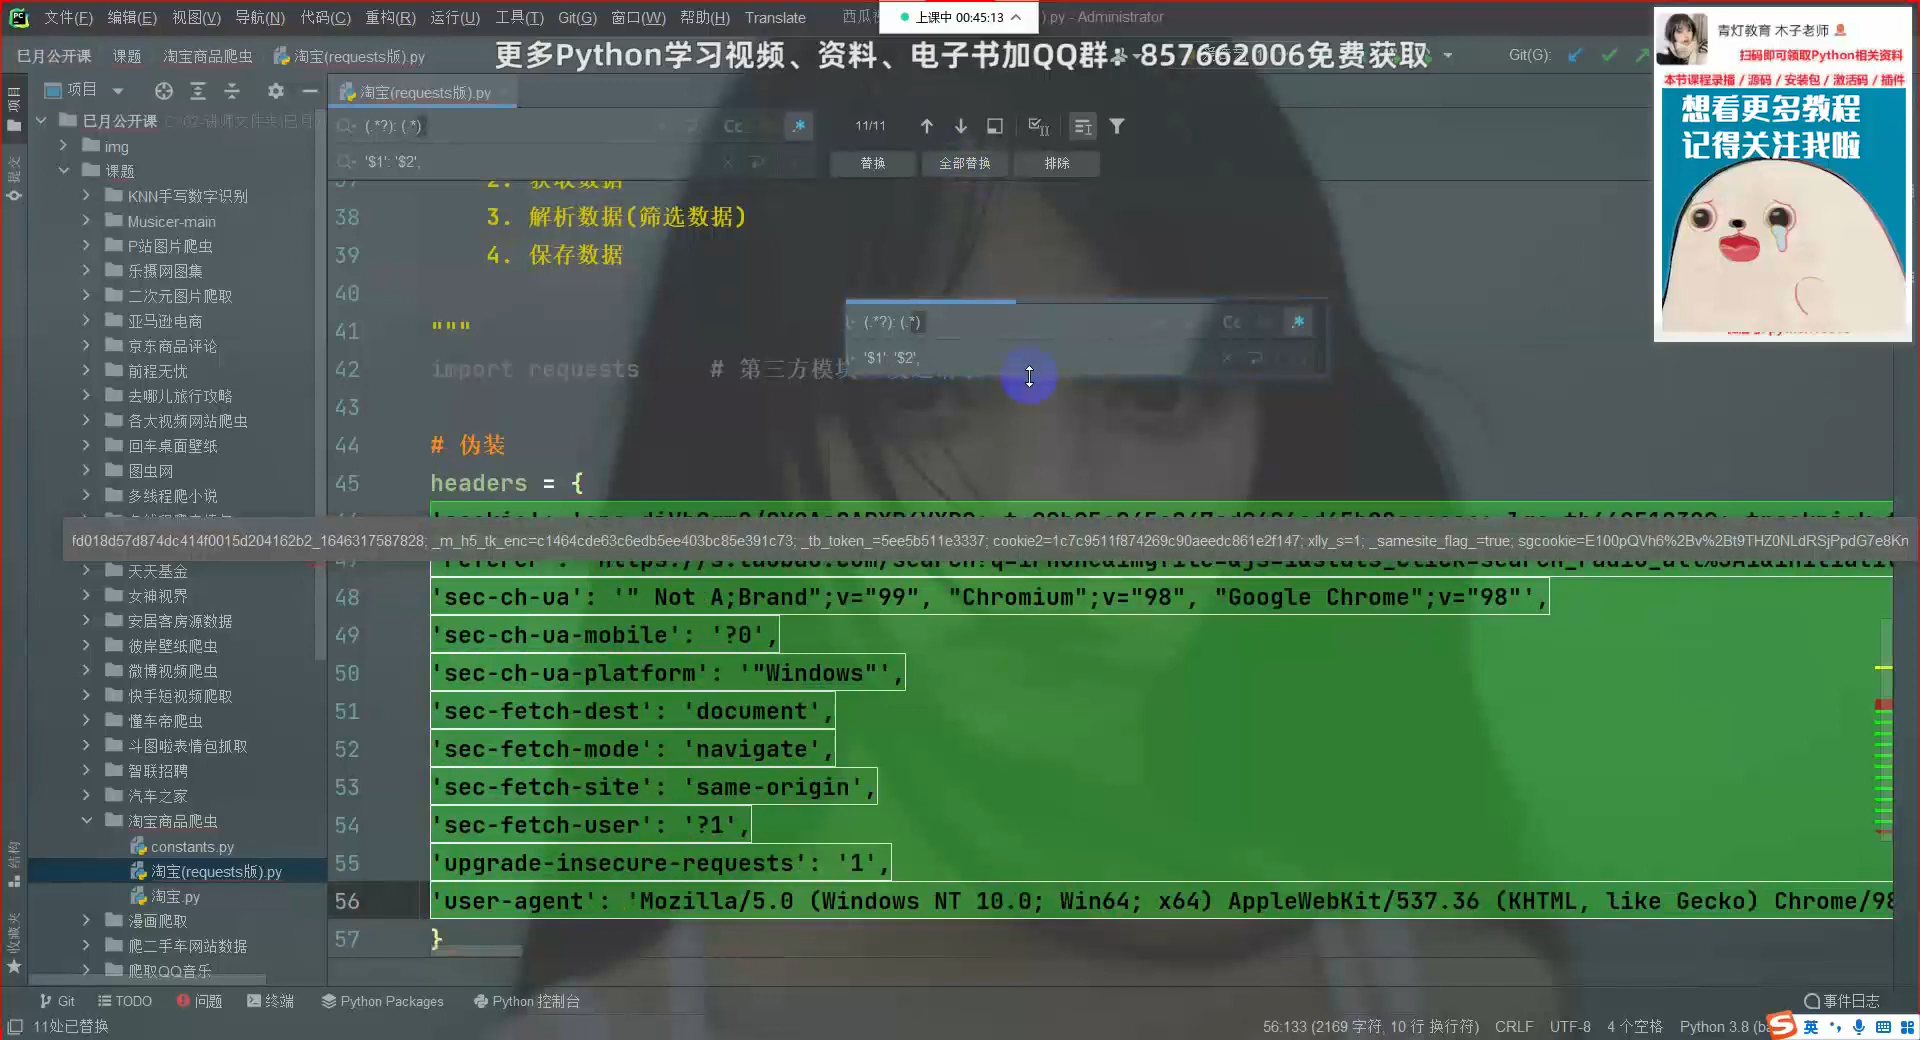 文件(F) 编辑(E) 视图(V) 导航(N) 代码(C) 重构(R) 运行(U) 工具(T) Git(G) 窗口(W) 帮助(H) Translate
上课中 00:45:13
).py - Administrator
巳月公开课 课题 淘宝商品爬虫 淘宝(requests版).py
更多Python学习视频、资料、电子书加QQ群: 857662006免费获取
Git(G):
青灯教育 木子老师
扫码即可领取Python相关资料
本节课程录播 / 源码 / 安装包 / 激活码 / 插件
想看更多教程
记得关注我啦
项目
淘宝(requests版).py
(.*?): (.*)
Cc .* 11/11
'$1': '$2',
替换 全部替换 排除
巳月公开课
img
课题
KNN手写数字识别
Musicer-main
P站图片爬虫
乐摄网图集
二次元图片爬取
亚马逊电商
京东商品评论
前程无忧
去哪儿旅行攻略
各大视频网站爬虫
回车桌面壁纸
图虫网
多线程爬小说
天天基金
女神视界
安居客房源数据
彼岸壁纸爬虫
微博视频爬虫
快手短视频爬取
懂车帝爬虫
斗图啦表情包抓取
智联招聘
汽车之家
淘宝商品爬虫
constants.py
淘宝(requests版).py
淘宝.py
漫画爬取
爬二手车网站数据
爬取QQ音乐
项目
提交
结构
收藏夹
2. 获取数据
38 3. 解析数据(筛选数据)
39 4. 保存数据
40
41 """
42 import requests # 第三方模块
43
(.*?): (.*)
Cc .*
'$1': '$2',
44 # 伪装
45 headers = {
fd018d57d874dc414f0015d204162b2_1646317587828; _m_h5_tk_enc=c1464cde63c6edb5ee403bc85e391c73; _tb_token_=5ee5b511e3337; cookie2=1c7c9511f874269c90aeedc861e2f147; xlly_s=1; _samesite_flag_=true; sgcookie=E100pQVh6%2Bv%2Bt9THZ0NLdRSjPpdG7e8Kn
48 'sec-ch-ua': '" Not A;Brand";v="99", "Chromium";v="98", "Google Chrome";v="98"',
49 'sec-ch-ua-mobile': '?0',
50 'sec-ch-ua-platform': '"Windows"',
51 'sec-fetch-dest': 'document',
52 'sec-fetch-mode': 'navigate',
53 'sec-fetch-site': 'same-origin',
54 'sec-fetch-user': '?1',
55 'upgrade-insecure-requests': '1',
56 'user-agent': 'Mozilla/5.0 (Windows NT 10.0; Win64; x64) AppleWebKit/537.36 (KHTML, like Gecko) Chrome/98
57 }
Git TODO 问题 终端 Python Packages Python 控制台 事件日志
11处已替换
56:133 (2169 字符, 10 行 换行符) CRLF UTF-8 4 个空格 Python 3.8 (ba
英